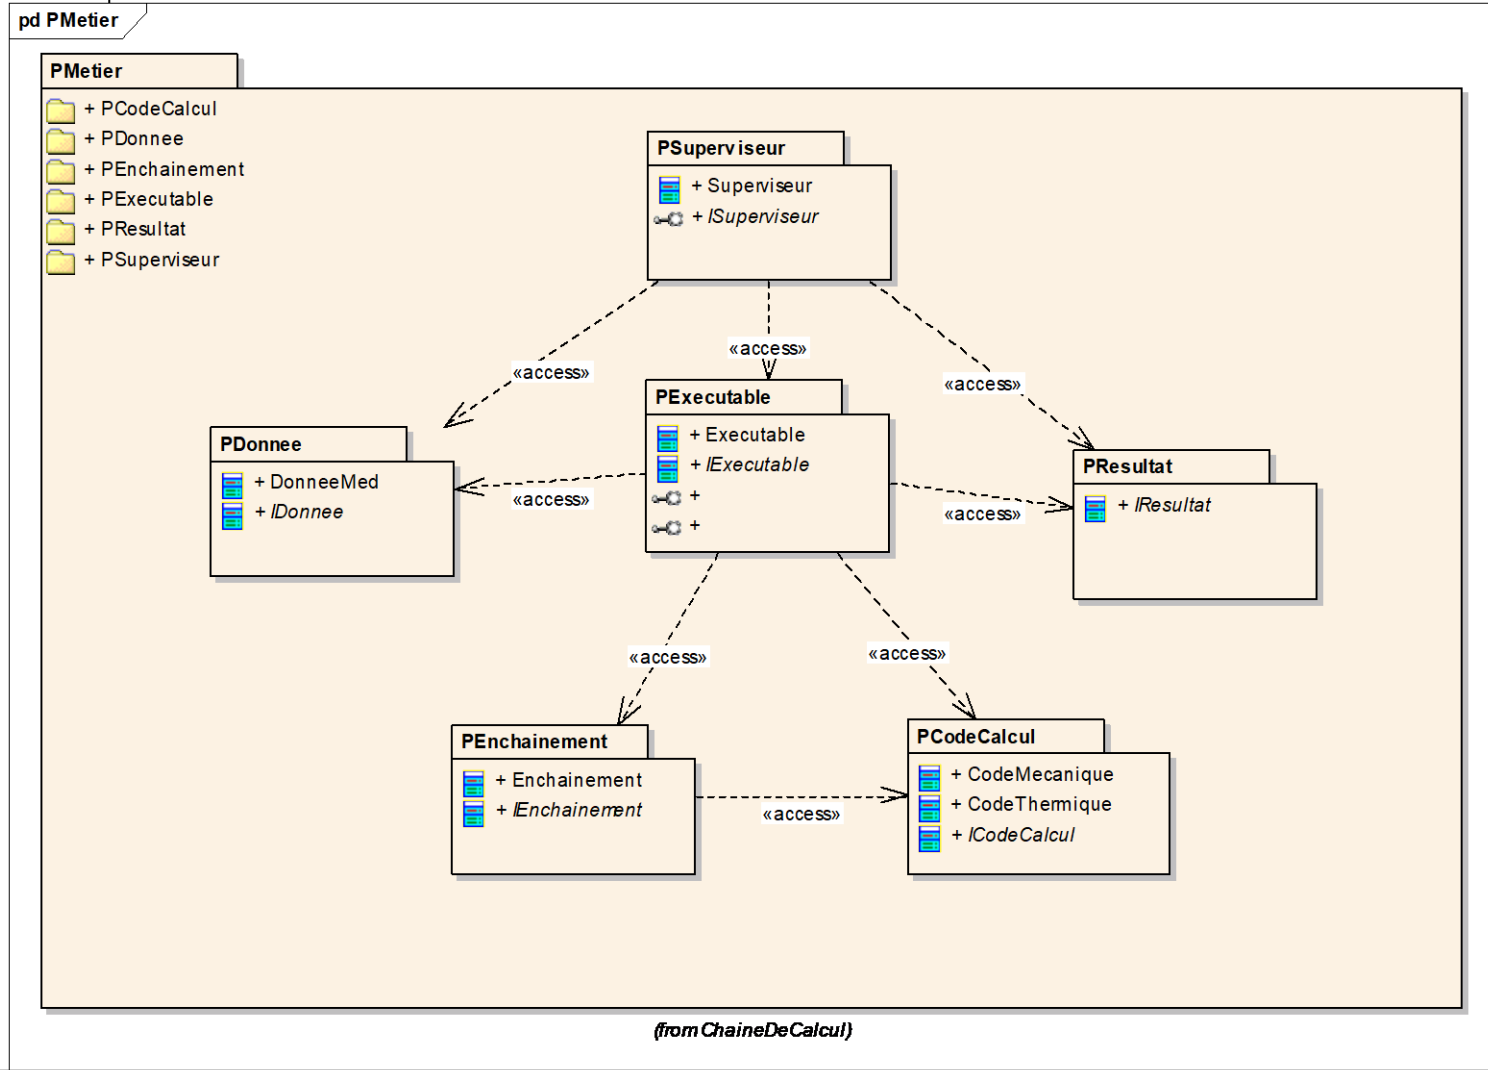 pd PMetier
PMetier
+ PCodeCalcul
+ PDonnee
+ PEnchainement
+ PExecutable
+ PResultat
+ PSuperviseur
PSuperviseur
+ Superviseur
+ ISuperviseur
«access»
«access»
«access»
PExecutable
+ Executable
+ IExecutable
+
+
PDonnee
+ DonneeMed
+ IDonnee
«access»
«access»
PResultat
+ IResultat
«access»
«access»
PEnchainement
+ Enchainement
+ IEnchainement
«access»
PCodeCalcul
+ CodeMecanique
+ CodeThermique
+ ICodeCalcul
(from ChaineDeCalcul)